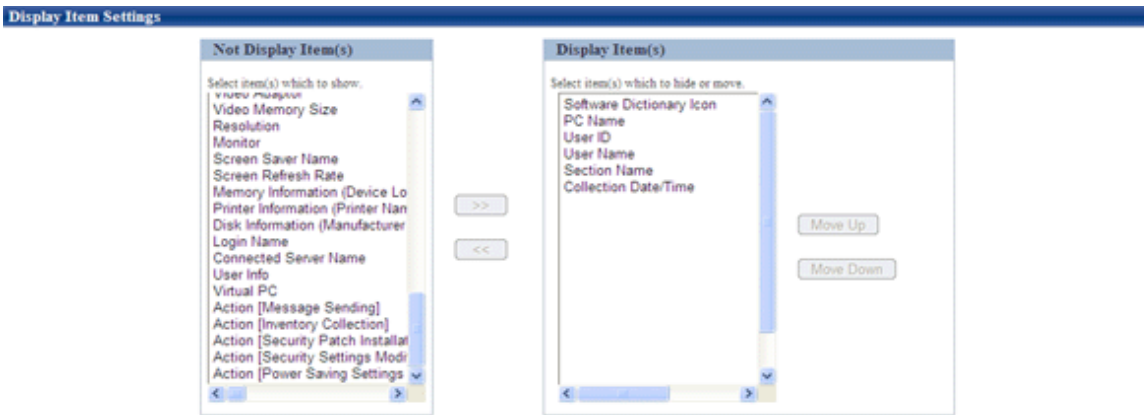 Display Item Settings
Not Display Item(s)
Select item(s) which to show.
Video Adaptor
Video Memory Size
Resolution
Monitor
Screen Saver Name
Screen Refresh Rate
Memory Information (Device Lo
Printer Information (Printer Nam
Disk Information (Manufacturer
Login Name
Connected Server Name
User Info
Virtual PC
Action [Message Sending]
Action [Inventory Collection]
Action [Security Patch Installat
Action [Security Settings Modi
Action [Power Saving Settings
>>
<<
Display Item(s)
Select item(s) which to hide or move.
Software Dictionary Icon
PC Name
User ID
User Name
Section Name
Collection Date/Time
Move Up
Move Down